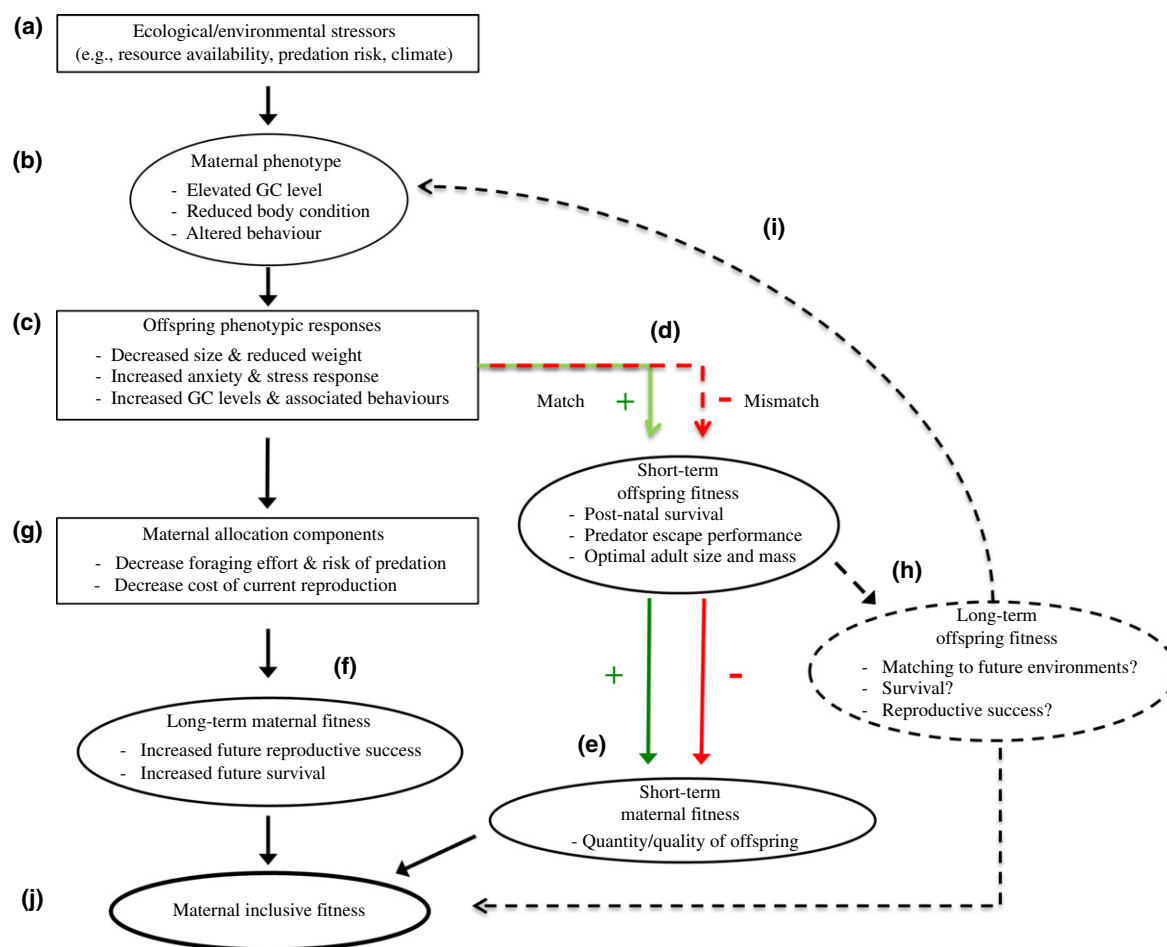 (a)
Ecological/environmental stressors
(e.g., resource availability, predation risk, climate)
(b)
Maternal phenotype
- Elevated GC level
- Reduced body condition
- Altered behaviour
(i)
(c)
Offspring phenotypic responses
- Decreased size & reduced weight
- Increased anxiety & stress response
- Increased GC levels & associated behaviours
(d)
Match + - Mismatch
Short-term
offspring fitness
- Post-natal survival
- Predator escape performance
- Optimal adult size and mass
(g)
Maternal allocation components
- Decrease foraging effort & risk of predation
- Decrease cost of current reproduction
(h)
Long-term
offspring fitness
- Matching to future environments?
- Survival?
- Reproductive success?
+ -
(f)
Long-term maternal fitness
- Increased future reproductive success
- Increased future survival
(e)
Short-term
maternal fitness
- Quantity/quality of offspring
(j)
Maternal inclusive fitness